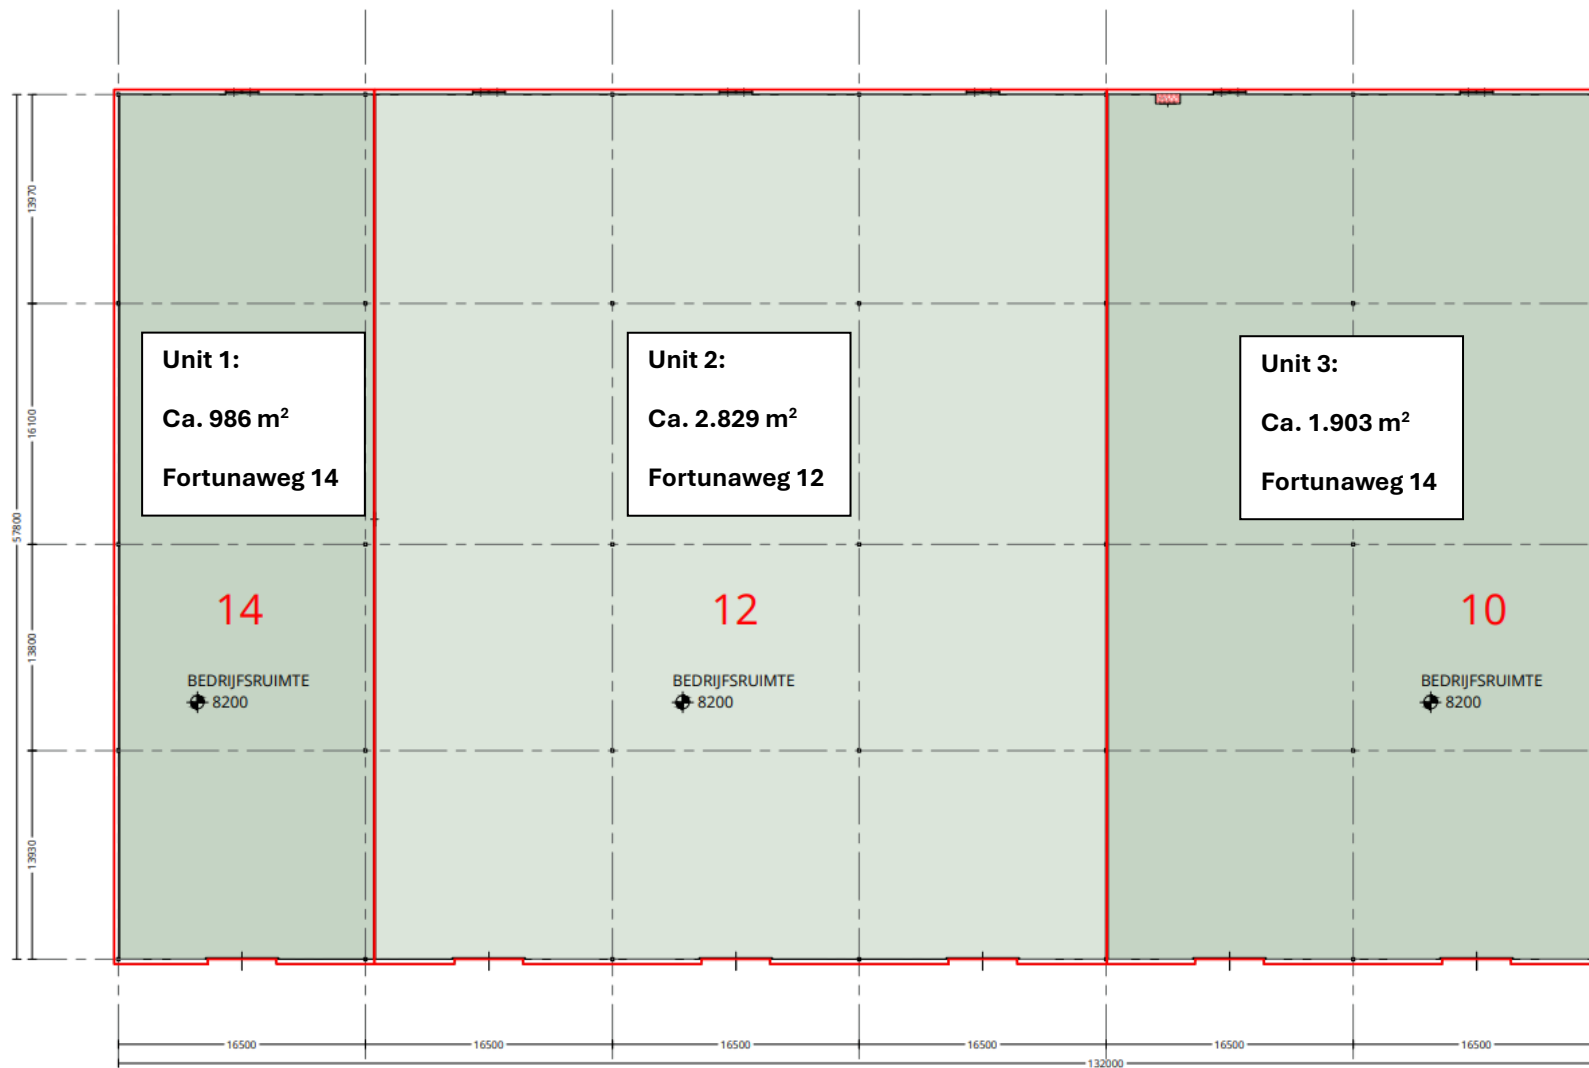 Unit 1:
Ca. 986 m²
Fortunaweg 14
Unit 2:
Ca. 2.829 m²
Fortunaweg 12
Unit 3:
Ca. 1.903 m²
Fortunaweg 14
14
BEDRIJFSRUIMTE
8200
12
BEDRIJFSRUIMTE
8200
10
BEDRIJFSRUIMTE
8200
13970
16100
57800
13800
13930
16500
16500
16500
16500
16500
16500
132000